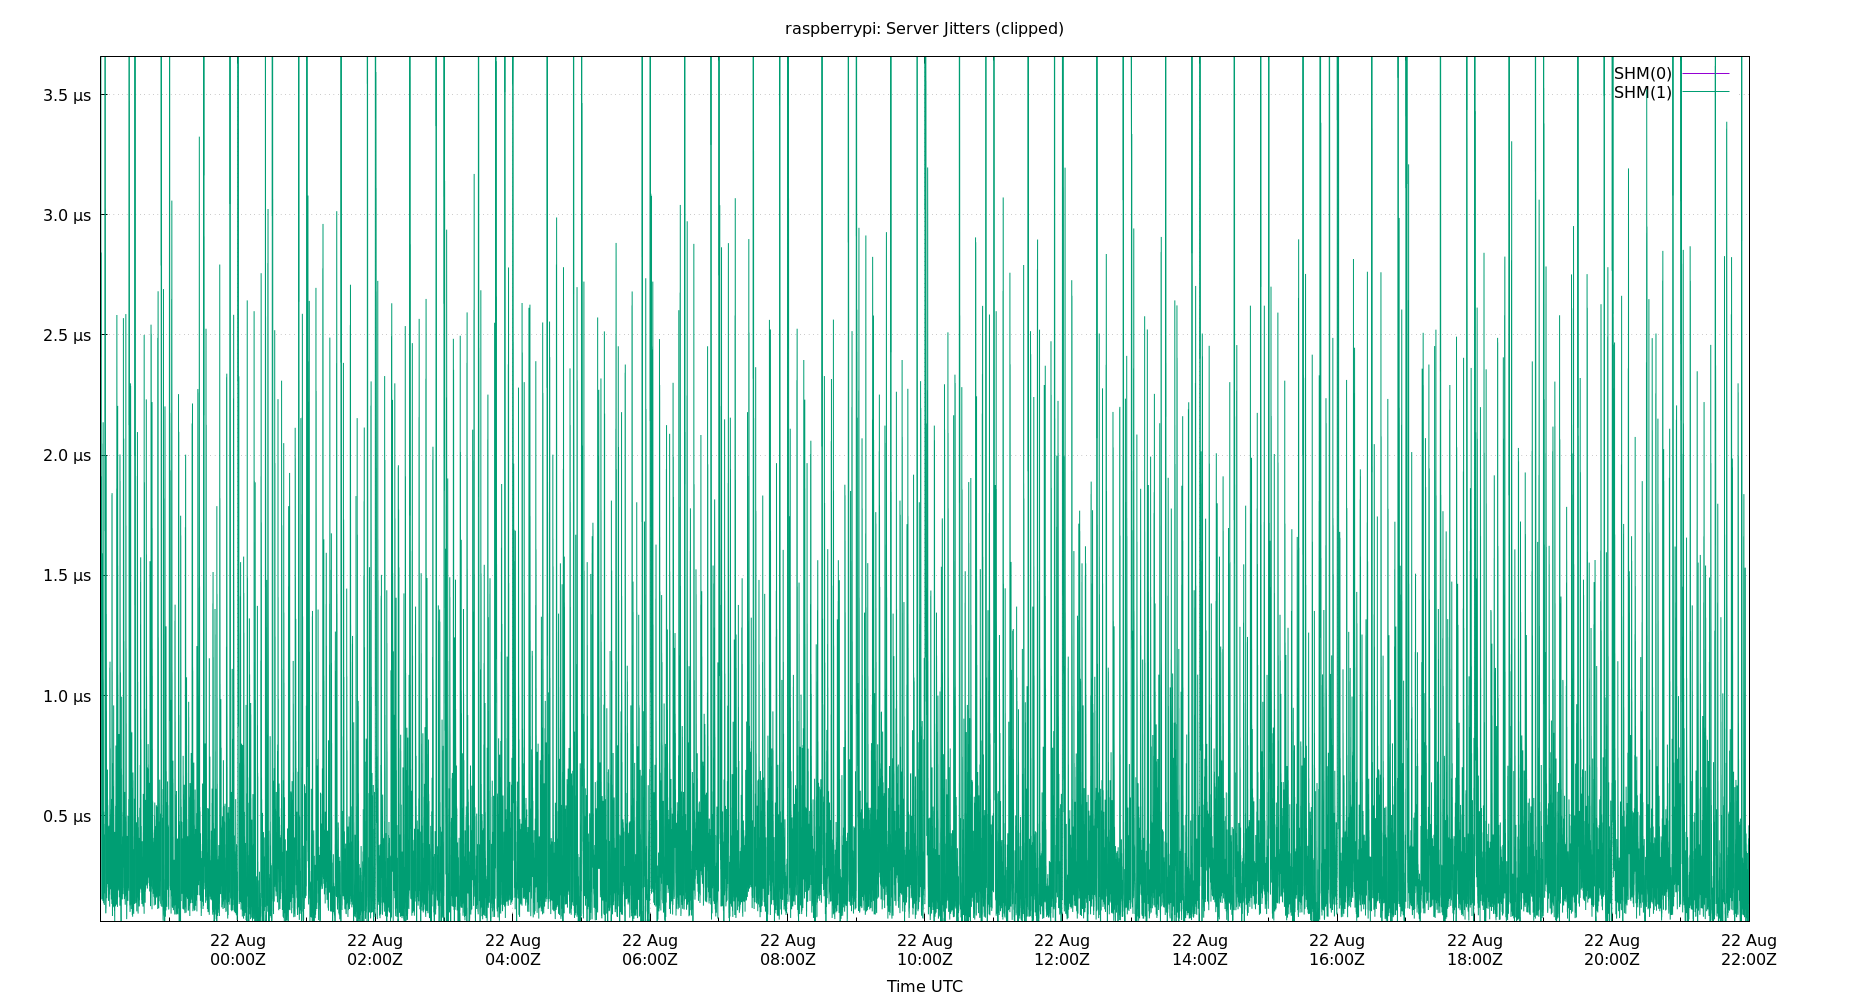 raspberrypi: Server Jitters (clipped)
SHM(0)
SHM(1)
3.5 µs
3.0 µs
2.5 µs
2.0 µs
1.5 µs
1.0 µs
0.5 µs
22 Aug 22 Aug 22 Aug 22 Aug 22 Aug 22 Aug 22 Aug 22 Aug 22 Aug 22 Aug 22 Aug 22 Aug
00:00Z 02:00Z 04:00Z 06:00Z 08:00Z 10:00Z 12:00Z 14:00Z 16:00Z 18:00Z 20:00Z 22:00Z
Time UTC